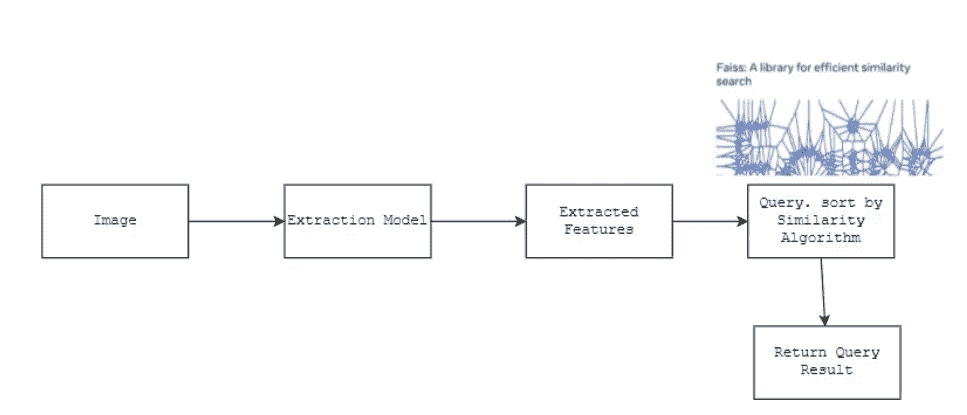 Faiss: A library for efficient similarity
search
Image
Extraction Model
Extracted
Features
Query. sort by
Similarity
Algorithm
Return Query
Result